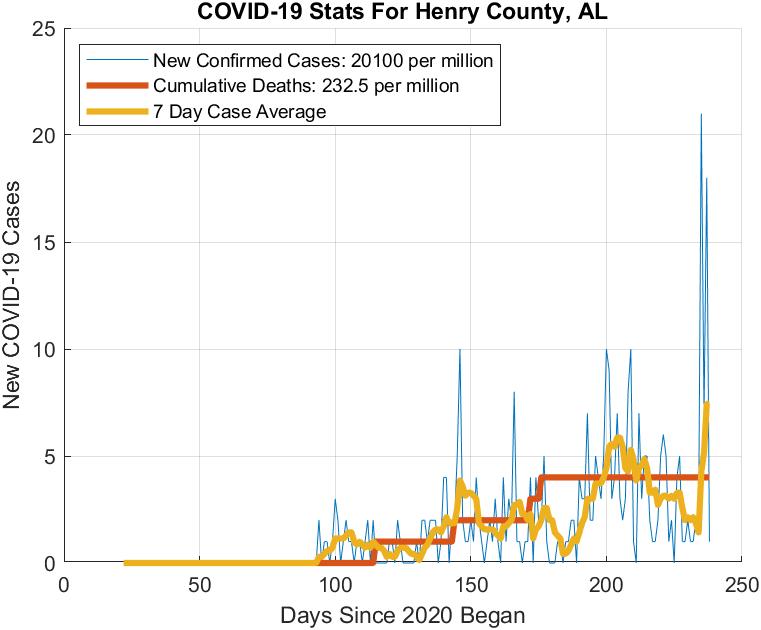 COVID-19 Stats For Henry County, AL
New Confirmed Cases: 20100 per million
Cumulative Deaths: 232.5 per million
7 Day Case Average
25
20
15
10
5
0
New COVID-19 Cases
0 50 100 150 200 250
Days Since 2020 Began